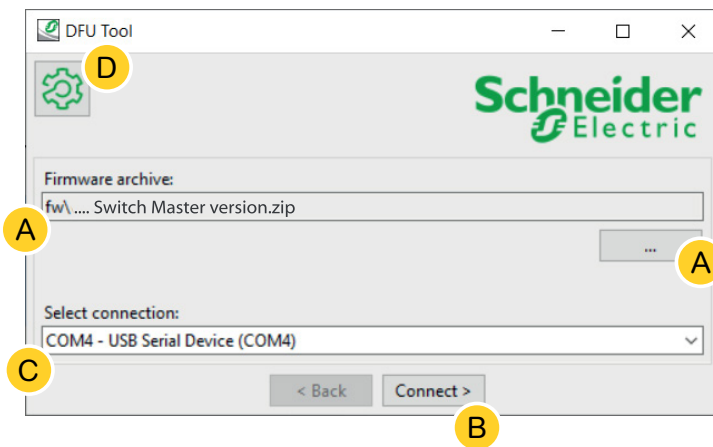 DFU Tool
D
Schneider
Electric
Firmware archive:
fw\.... Switch Master version.zip
A
...
A
Select connection:
COM4 - USB Serial Device (COM4)
C
< Back
Connect >
B